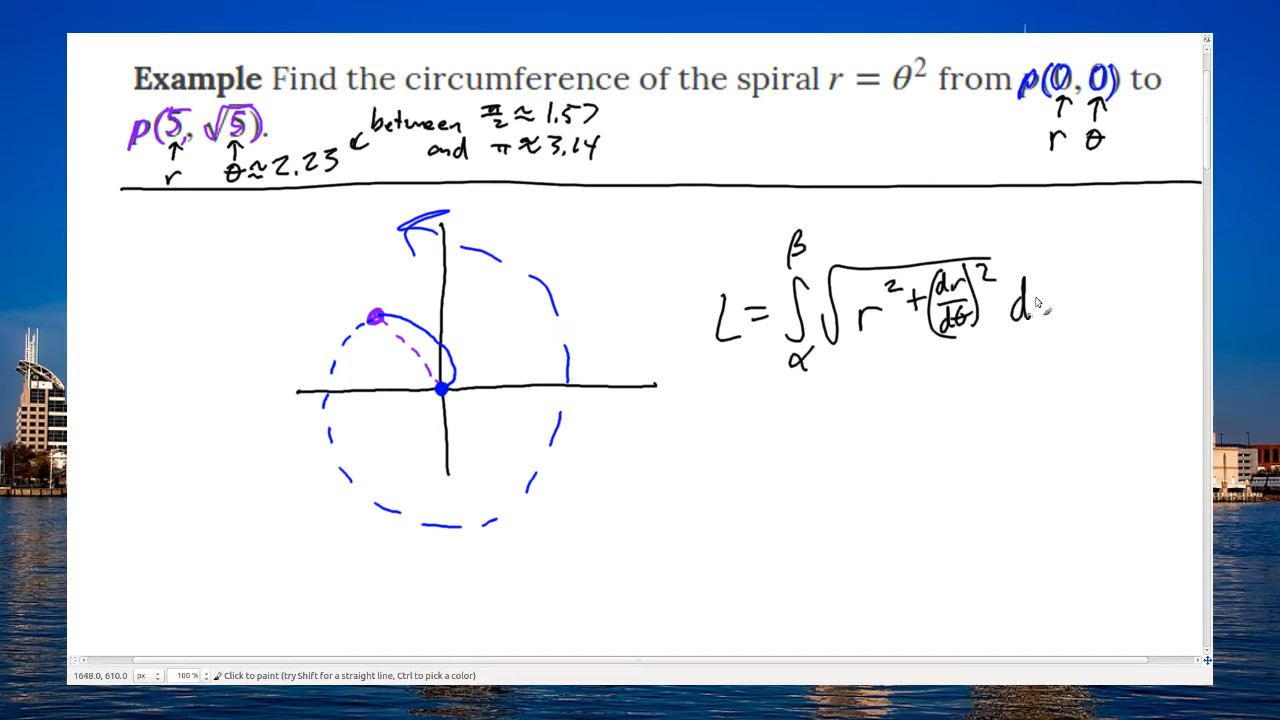 Example Find the circumference of the spiral r = θ² from p(0, 0) to
p(5, √5).
between π/2 ≈ 1.57
and π ≈ 3.14
r θ ≈ 2.23
r θ
L = ∫_α^β √(r² + (dr/dθ)²) d
1648.0, 610.0 px 100 % Click to paint (try Shift for a straight line, Ctrl to pick a color)